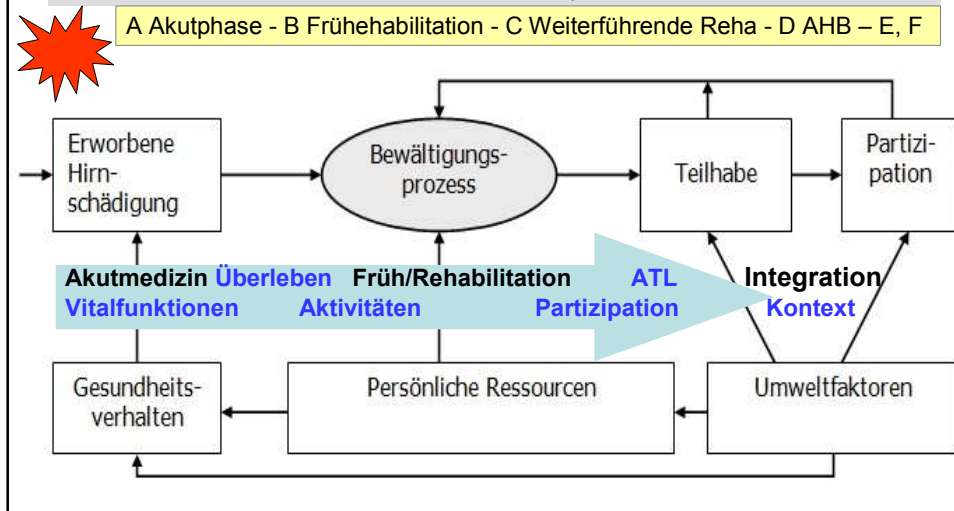 A Akutphase - B Frühehabilitation - C Weiterführende Reha - D AHB – E, F
Erworbene
Hirn-
schädigung
Bewältigungs-
prozess
Teilhabe
Partizi-
pation
Akutmedizin Überleben Früh/Rehabilitation ATL Integration
Vitalfunktionen Aktivitäten Partizipation Kontext
Gesundheits-
verhalten
Persönliche Ressourcen
Umweltfaktoren